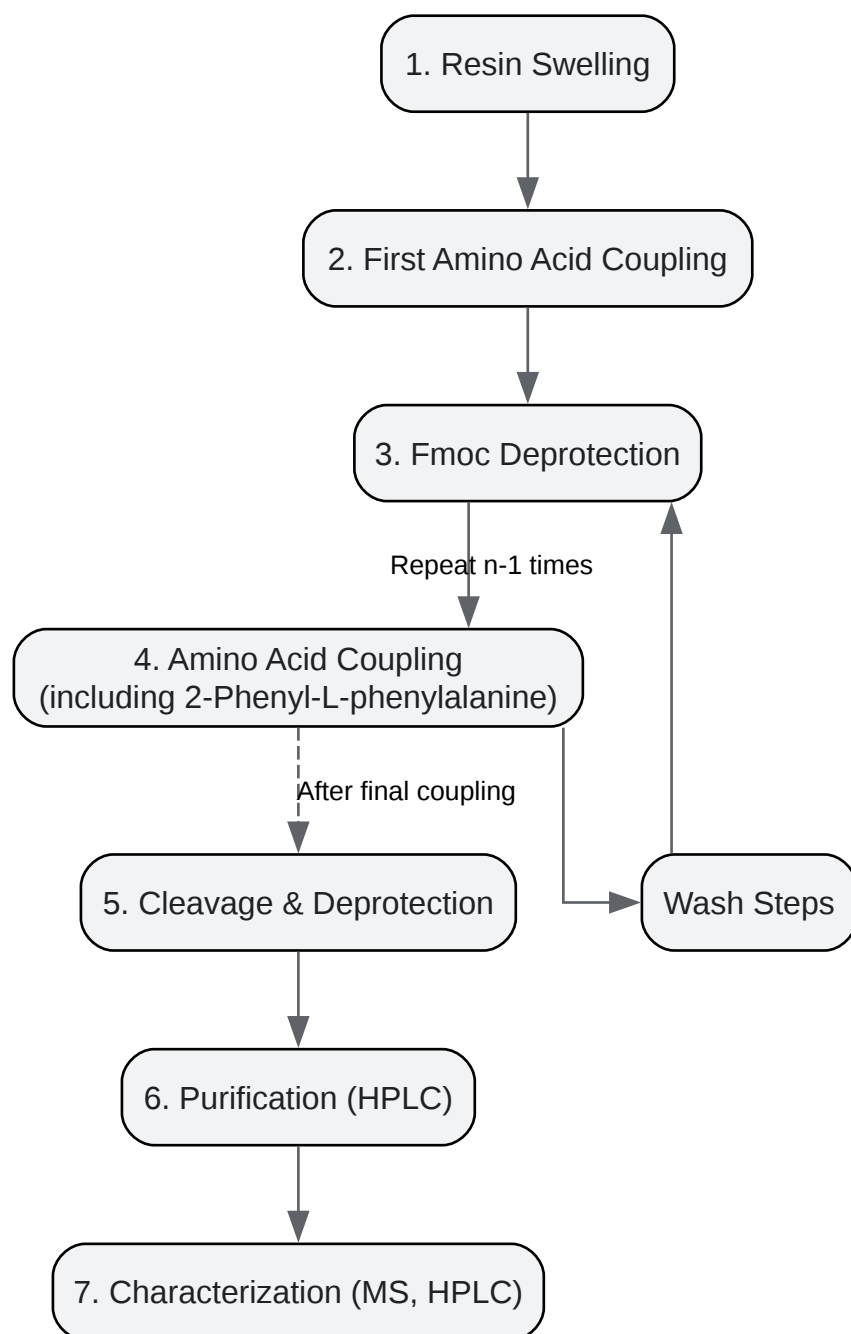 1. Resin Swelling
2. First Amino Acid Coupling
3. Fmoc Deprotection
Repeat n-1 times
4. Amino Acid Coupling
(including 2-Phenyl-L-phenylalanine)
After final coupling
5. Cleavage & Deprotection
Wash Steps
6. Purification (HPLC)
7. Characterization (MS, HPLC)